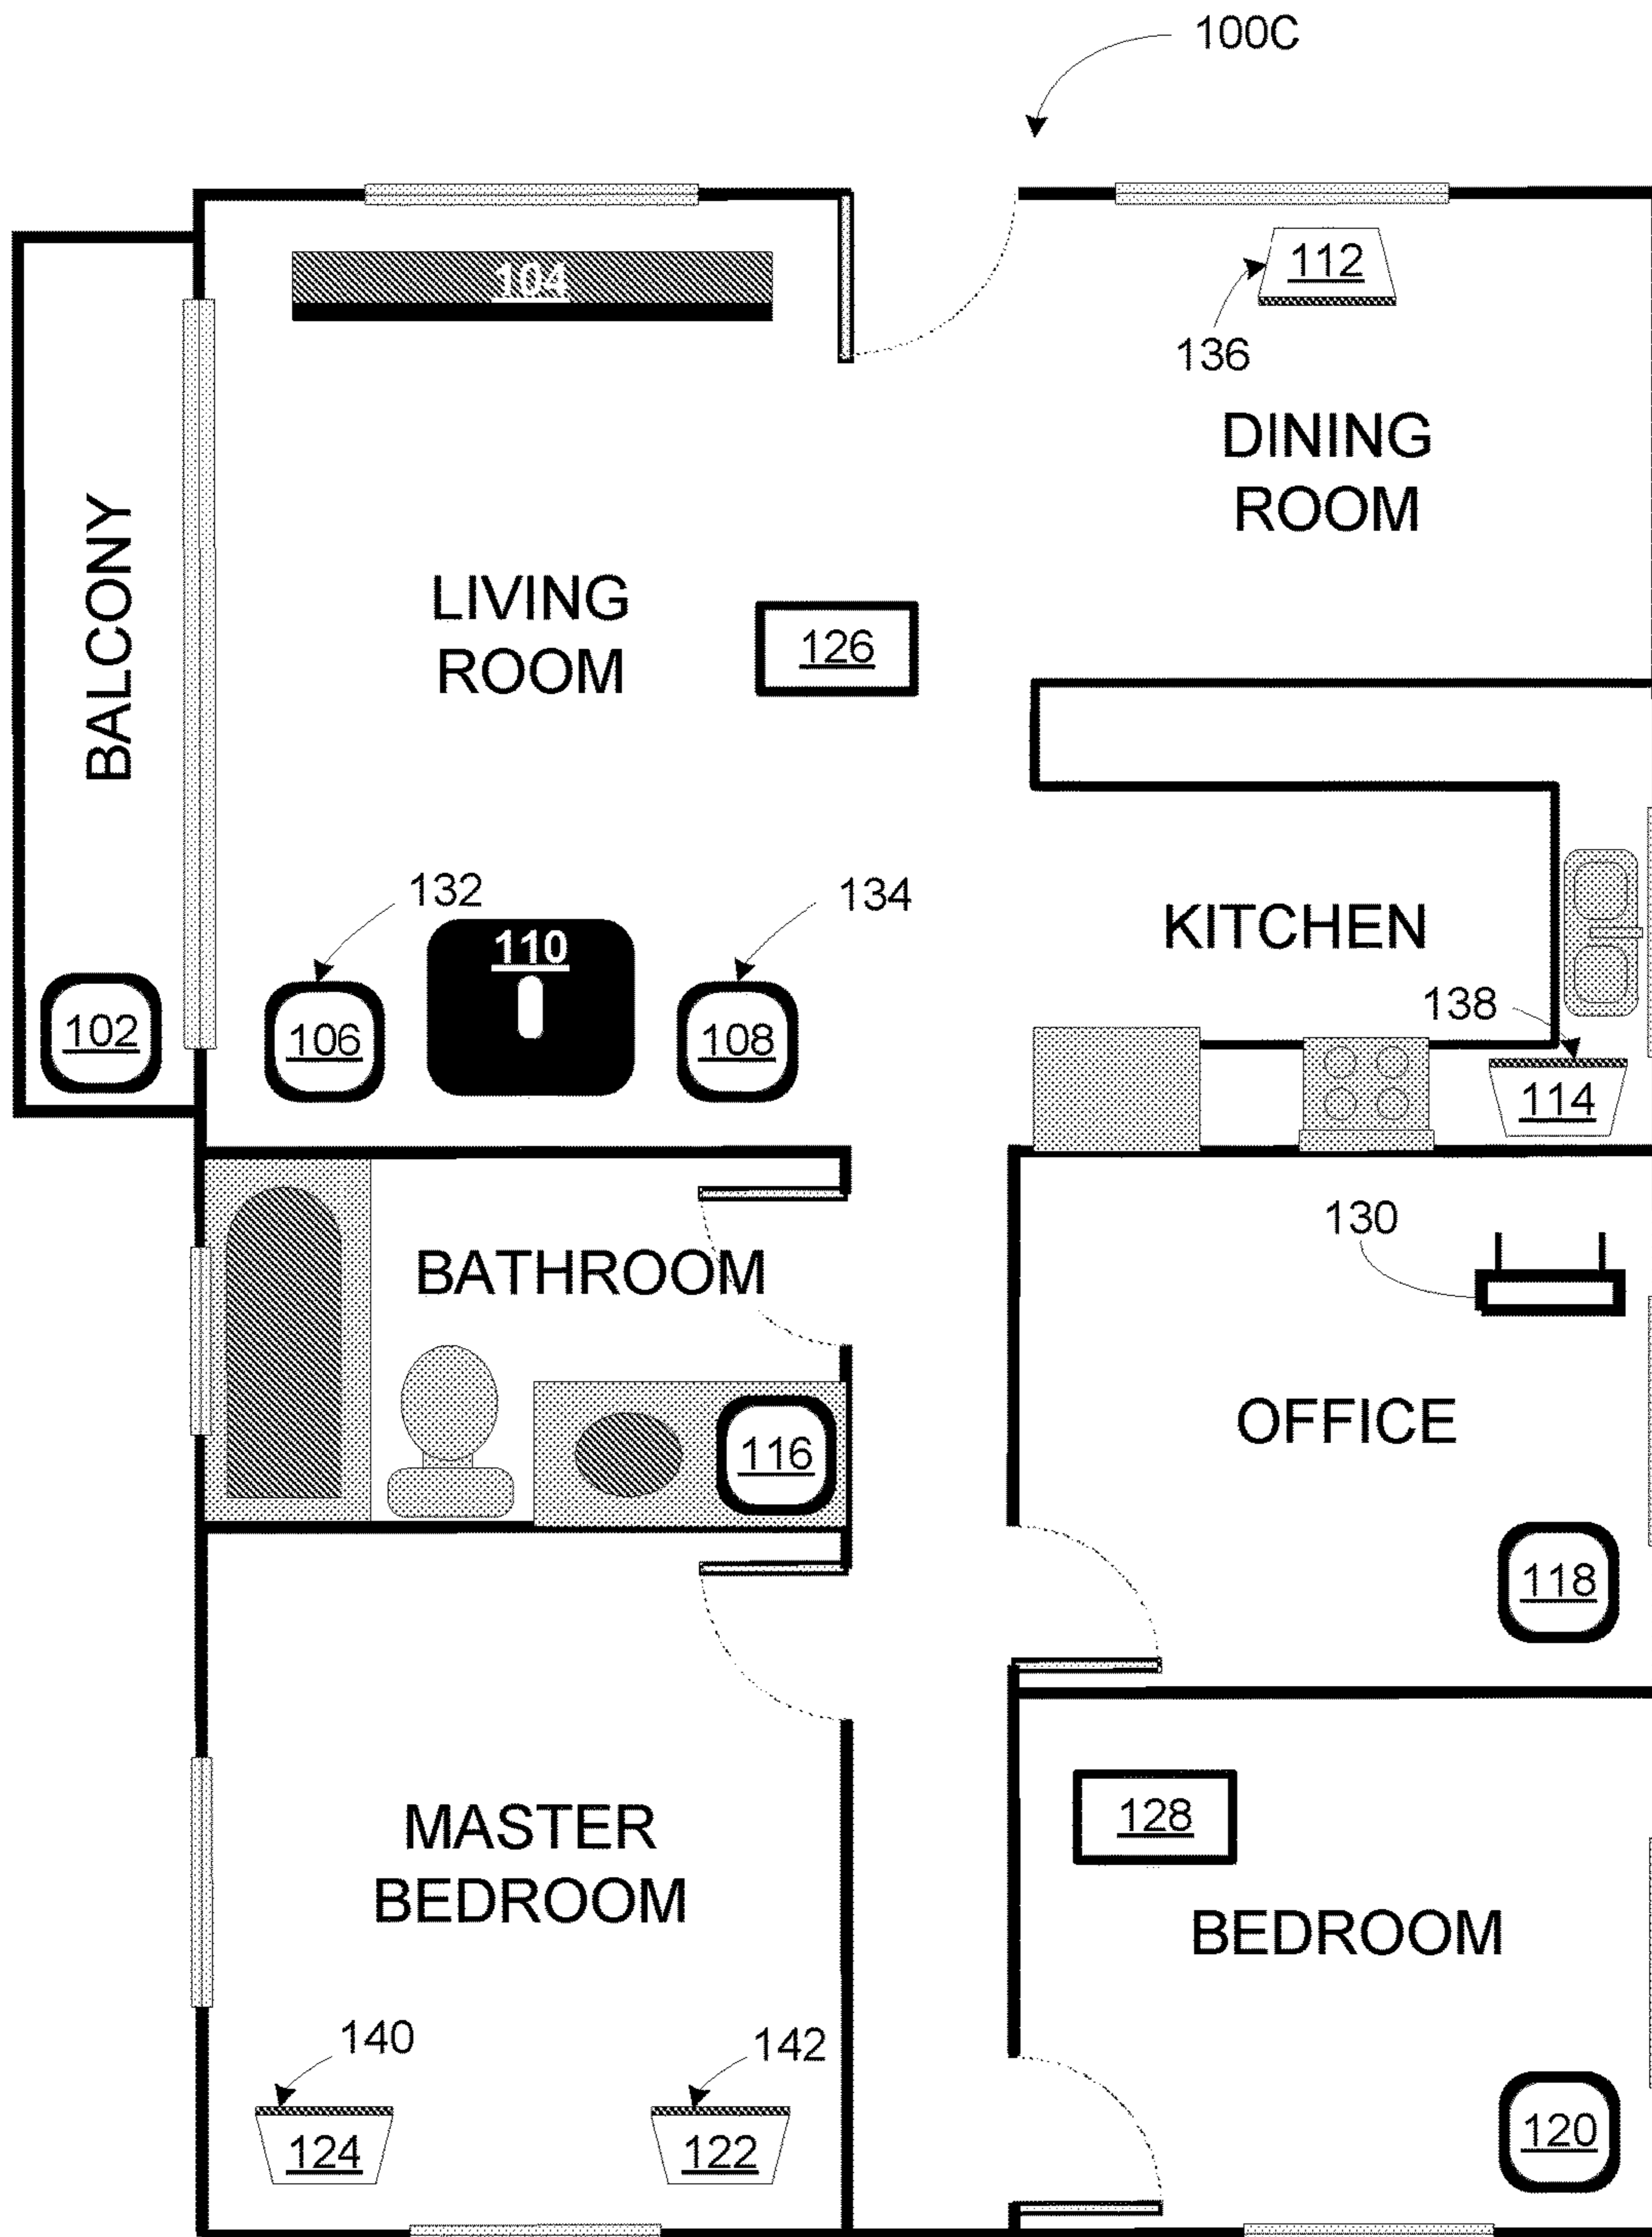 100C
104
112
136
DINING
ROOM
BALCONY
LIVING
ROOM
126
132
134
110
KITCHEN
102
106
108
138
114
130
BATHROOM
OFFICE
116
118
128
MASTER
BEDROOM
BEDROOM
140
142
124
122
120